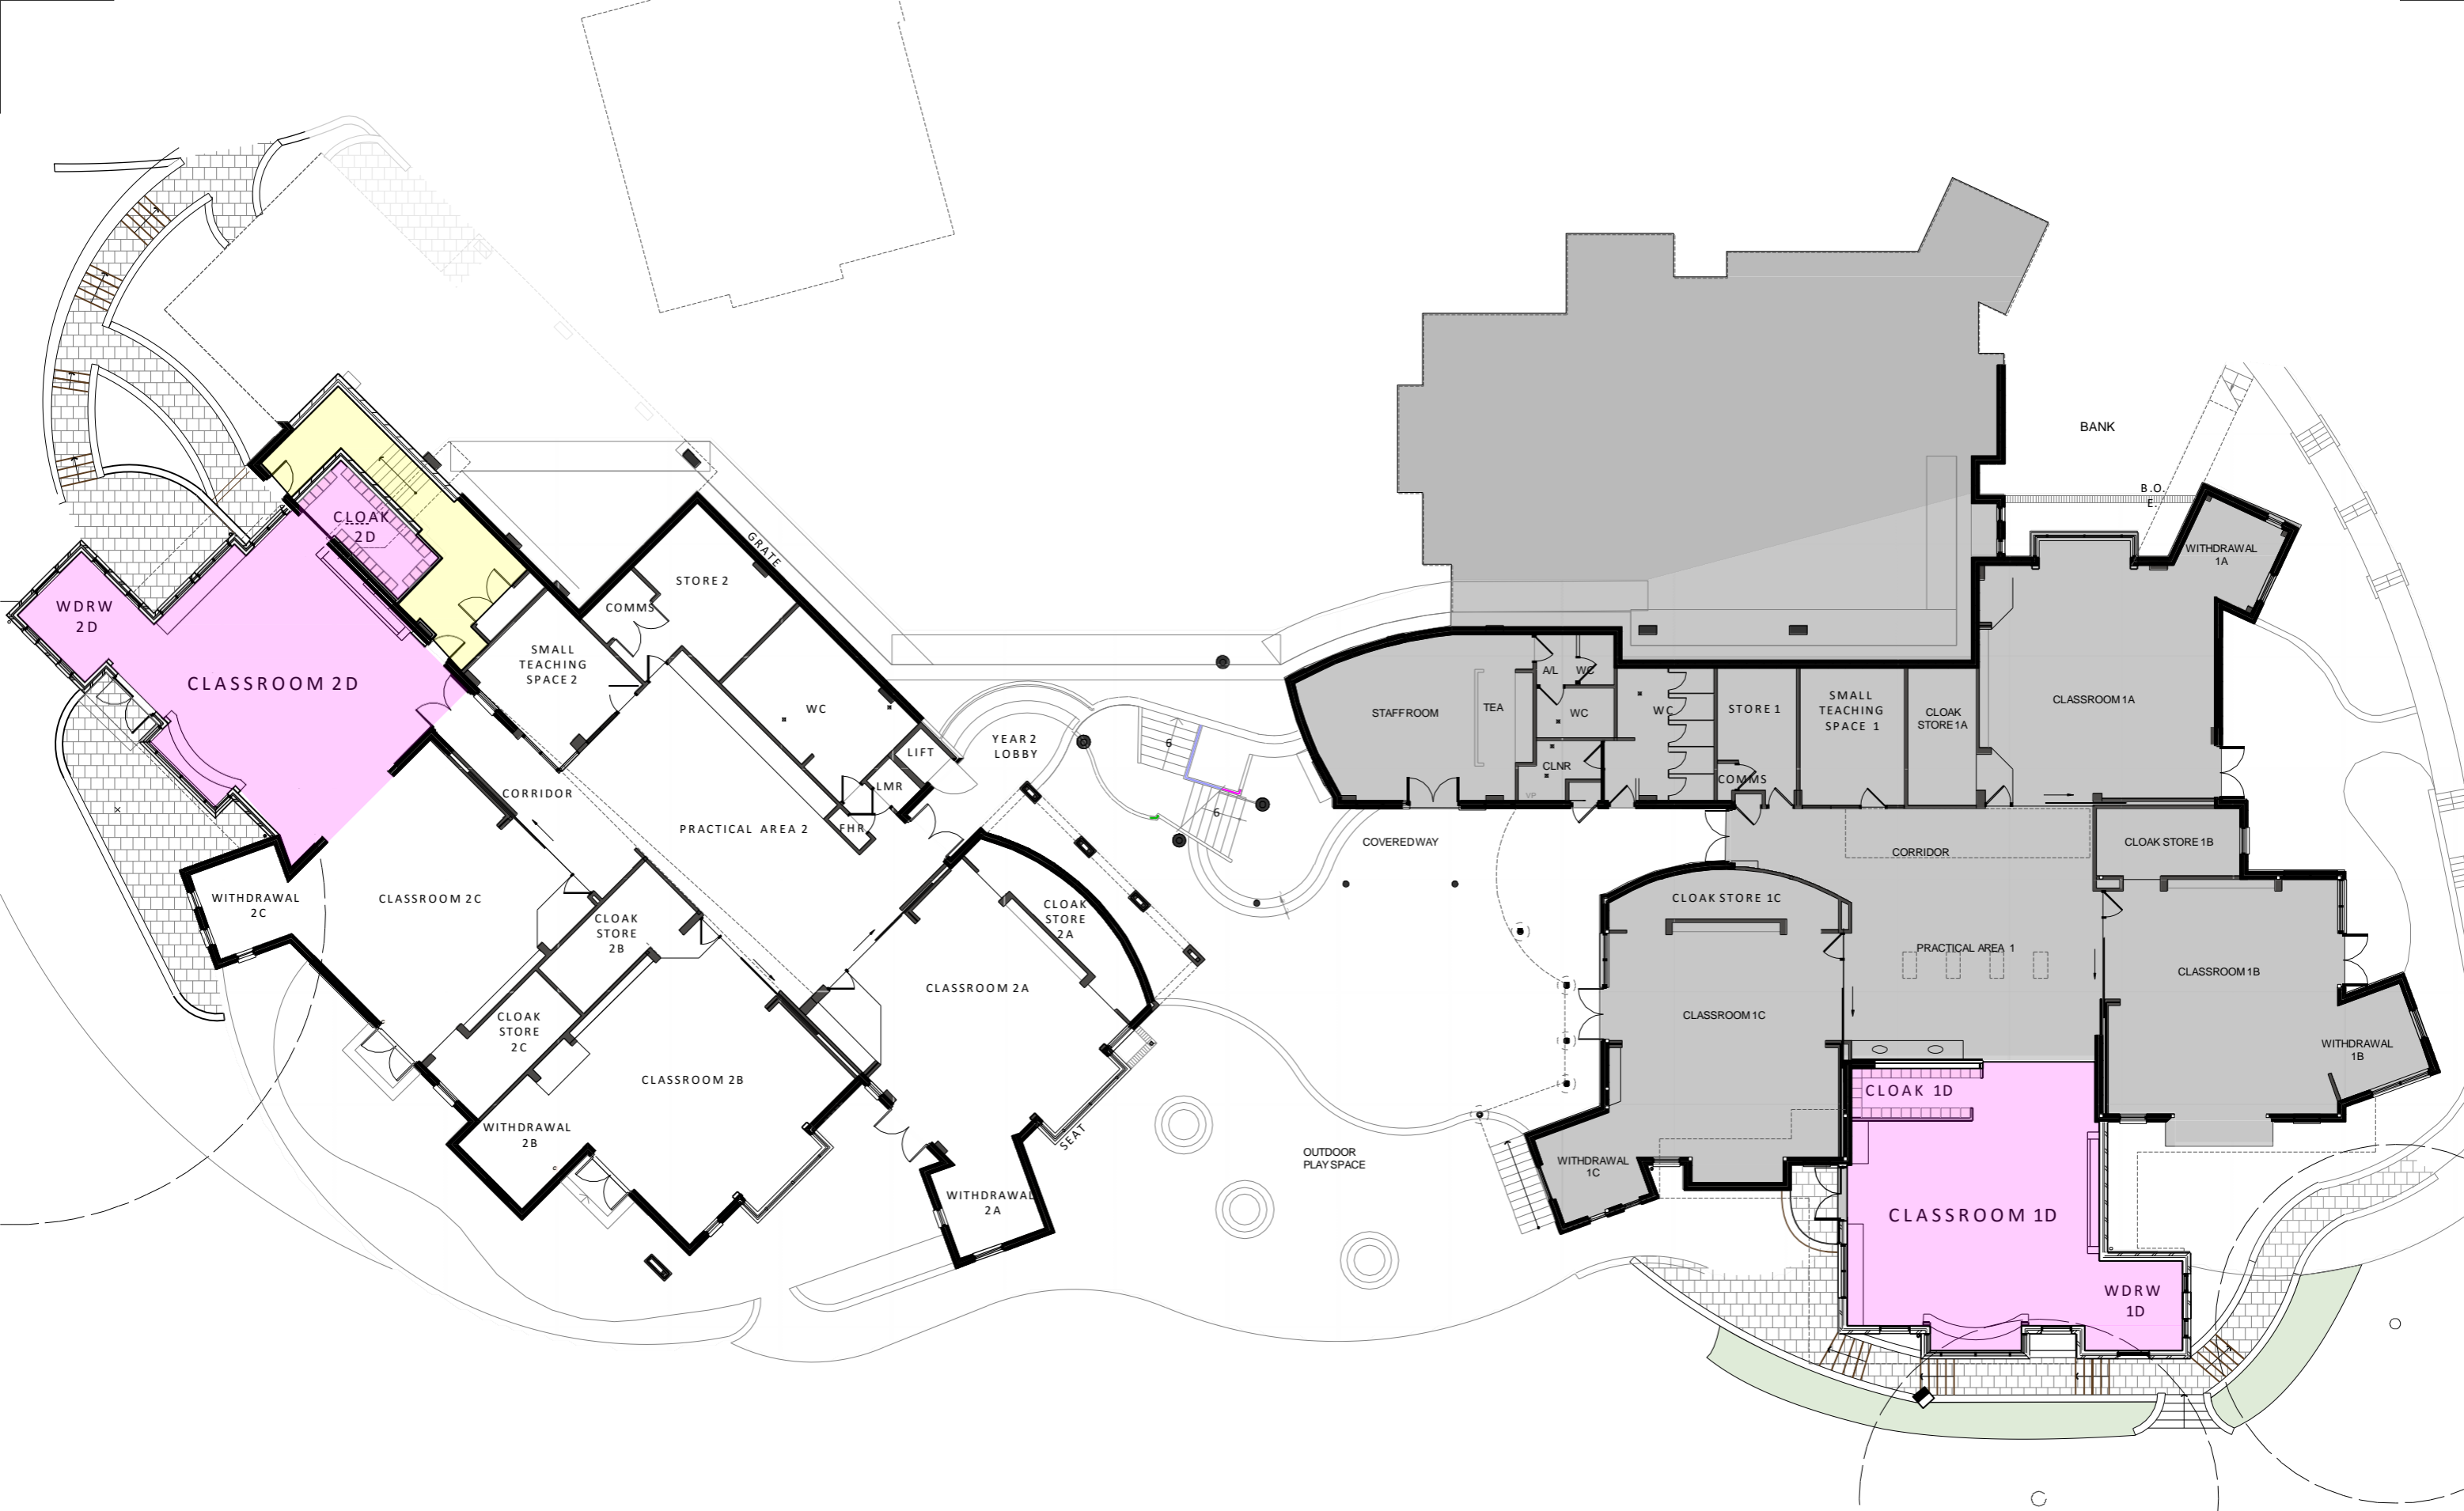 BANK
B.O.
E.
CLOAK
2D
WDRW
2D
CLASSROOM 2D
GRATE
STORE 2
COMMS
SMALL
TEACHING
SPACE 2
WC
LIFT
LMR
FHR
YEAR 2
LOBBY
CORRIDOR
PRACTICAL AREA 2
WITHDRAWAL
2C
CLASSROOM 2C
CLOAK
STORE
2B
CLOAK
STORE
2A
CLASSROOM 2A
CLOAK
STORE
2C
CLASSROOM 2B
WITHDRAWAL
2B
WITHDRAWAL
2A
SEAT
6
6
OUTDOOR
PLAY SPACE
COVERED WAY
STAFF ROOM
TEA
A/L
WC
WC
CLNR
VP
WC
STORE 1
COMMS
SMALL
TEACHING
SPACE 1
CLOAK
STORE 1A
CLASSROOM 1A
WITHDRAWAL
1A
CLOAK STORE 1B
CORRIDOR
CLOAK STORE 1C
PRACTICAL AREA 1
CLASSROOM 1B
CLASSROOM 1C
WITHDRAWAL
1B
WITHDRAWAL
1C
CLOAK 1D
CLASSROOM 1D
WDRW
1D